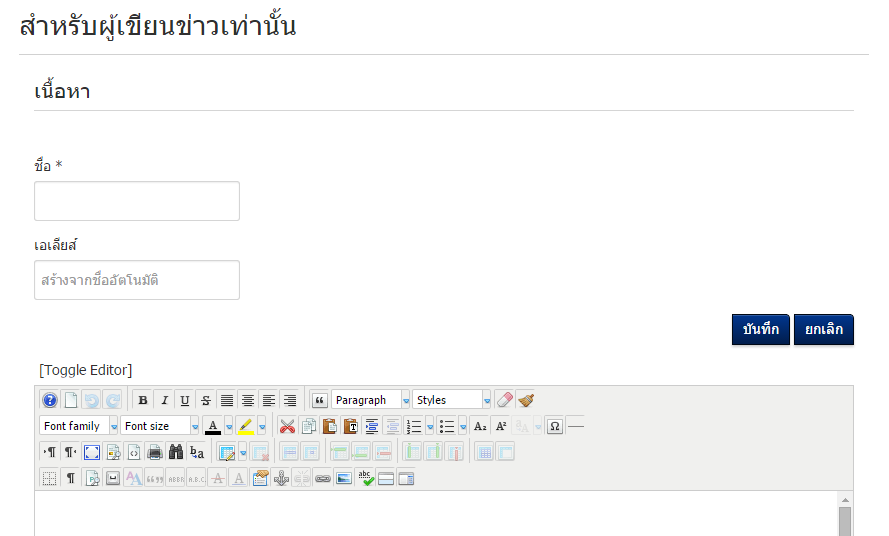 สำหรับผู้เขียนข่าวเท่านั้น
เนื้อหา
ชื่อ *
เอเลียส์
สร้างจากชื่ออัตโนมัติ
บันทึก ยกเลิก
[Toggle Editor]
B I U S Paragraph Styles
Font family Font size A
A₂ A² Ω